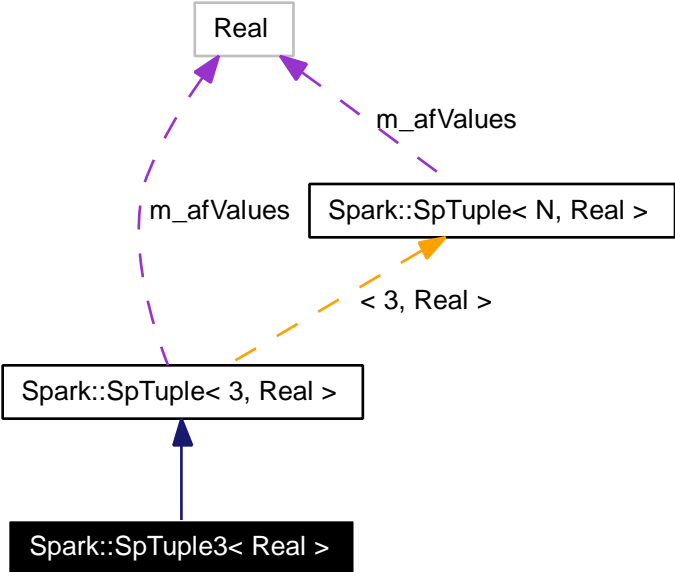 Real
m_afValues
m_afValues
Spark::SpTuple< N, Real >
< 3, Real >
Spark::SpTuple< 3, Real >
Spark::SpTuple3< Real >